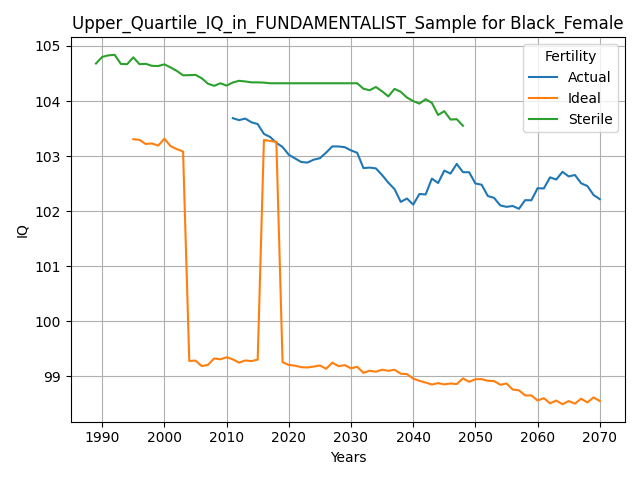 Upper_Quartile_IQ_in_FUNDAMENTALIST_Sample for Black_Female
Fertility
Actual
Ideal
Sterile
105
104
103
102
101
100
99
IQ
1990 2000 2010 2020 2030 2040 2050 2060 2070
Years